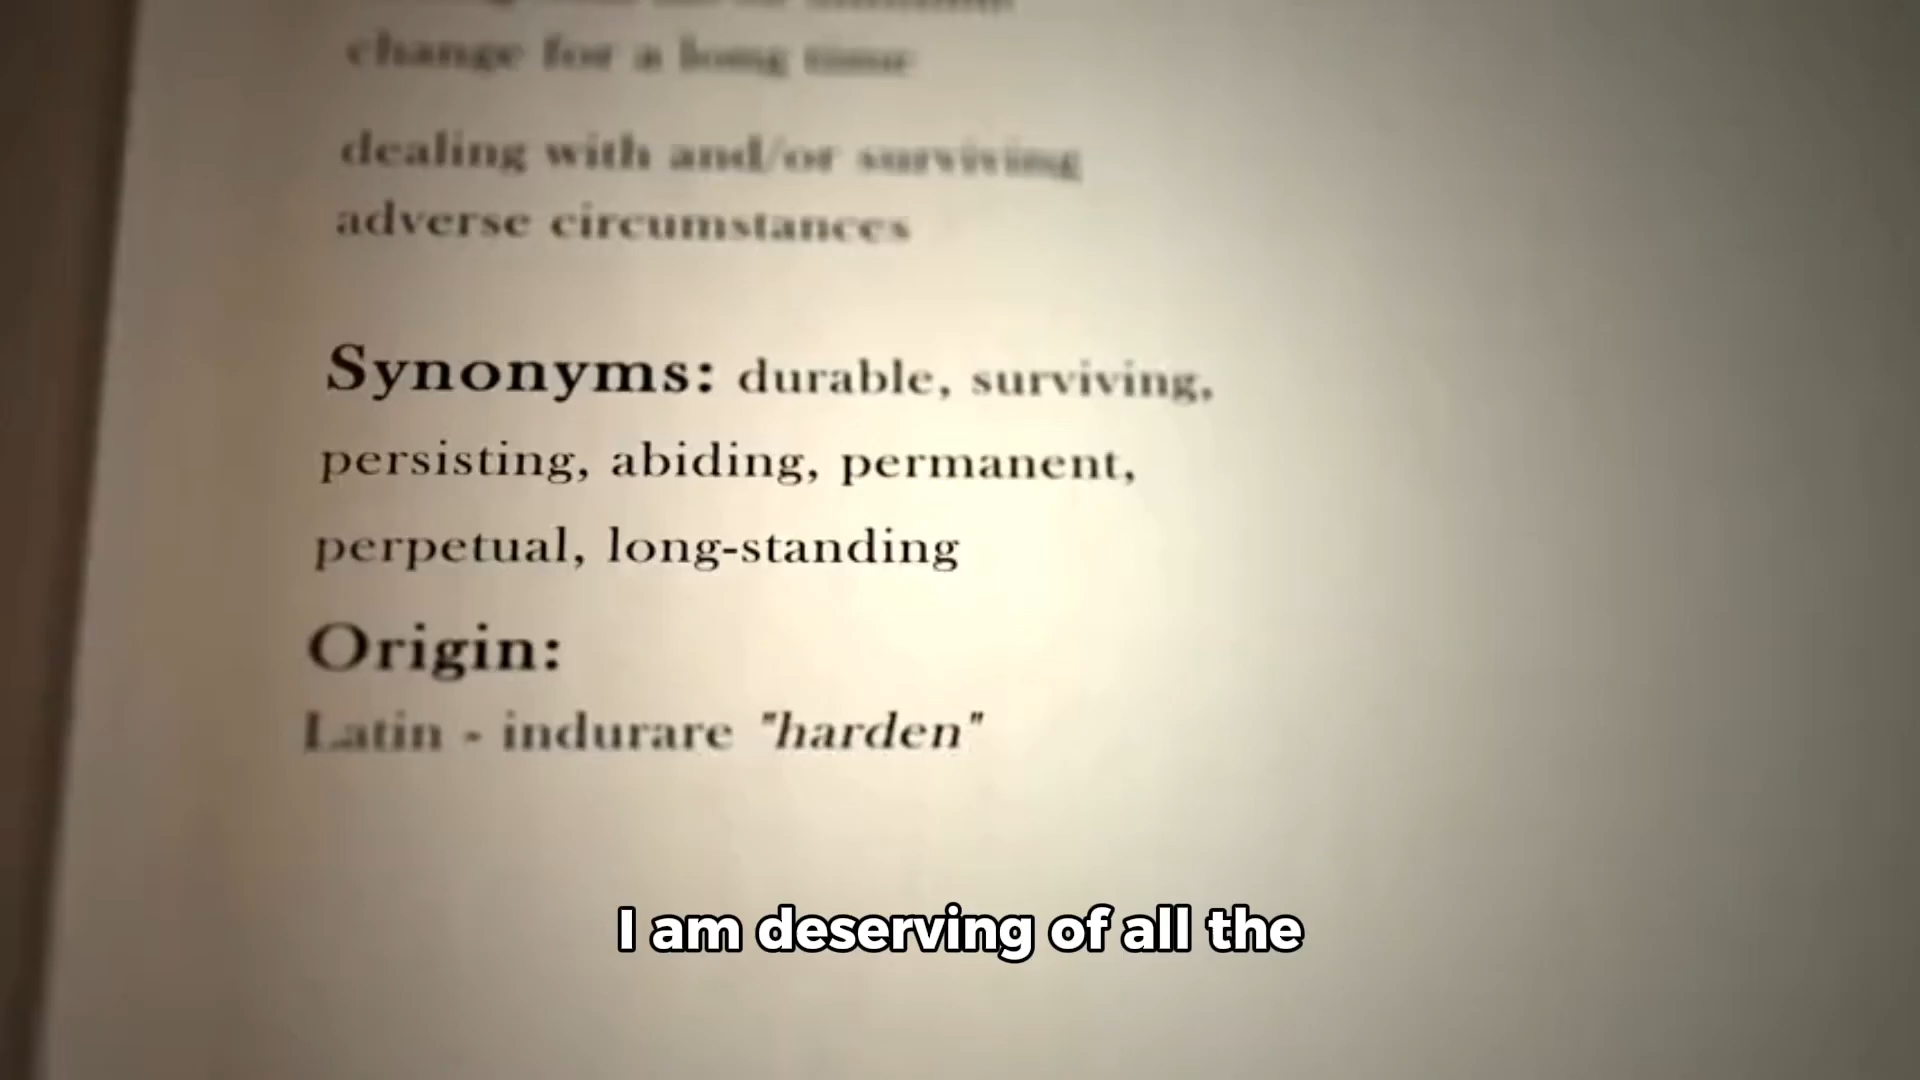 change for a long time
dealing with and/or surviving
adverse circumstances
Synonyms: durable, surviving,
persisting, abiding, permanent,
perpetual, long-standing
Origin:
Latin - indurare "harden"
I am deserving of all the